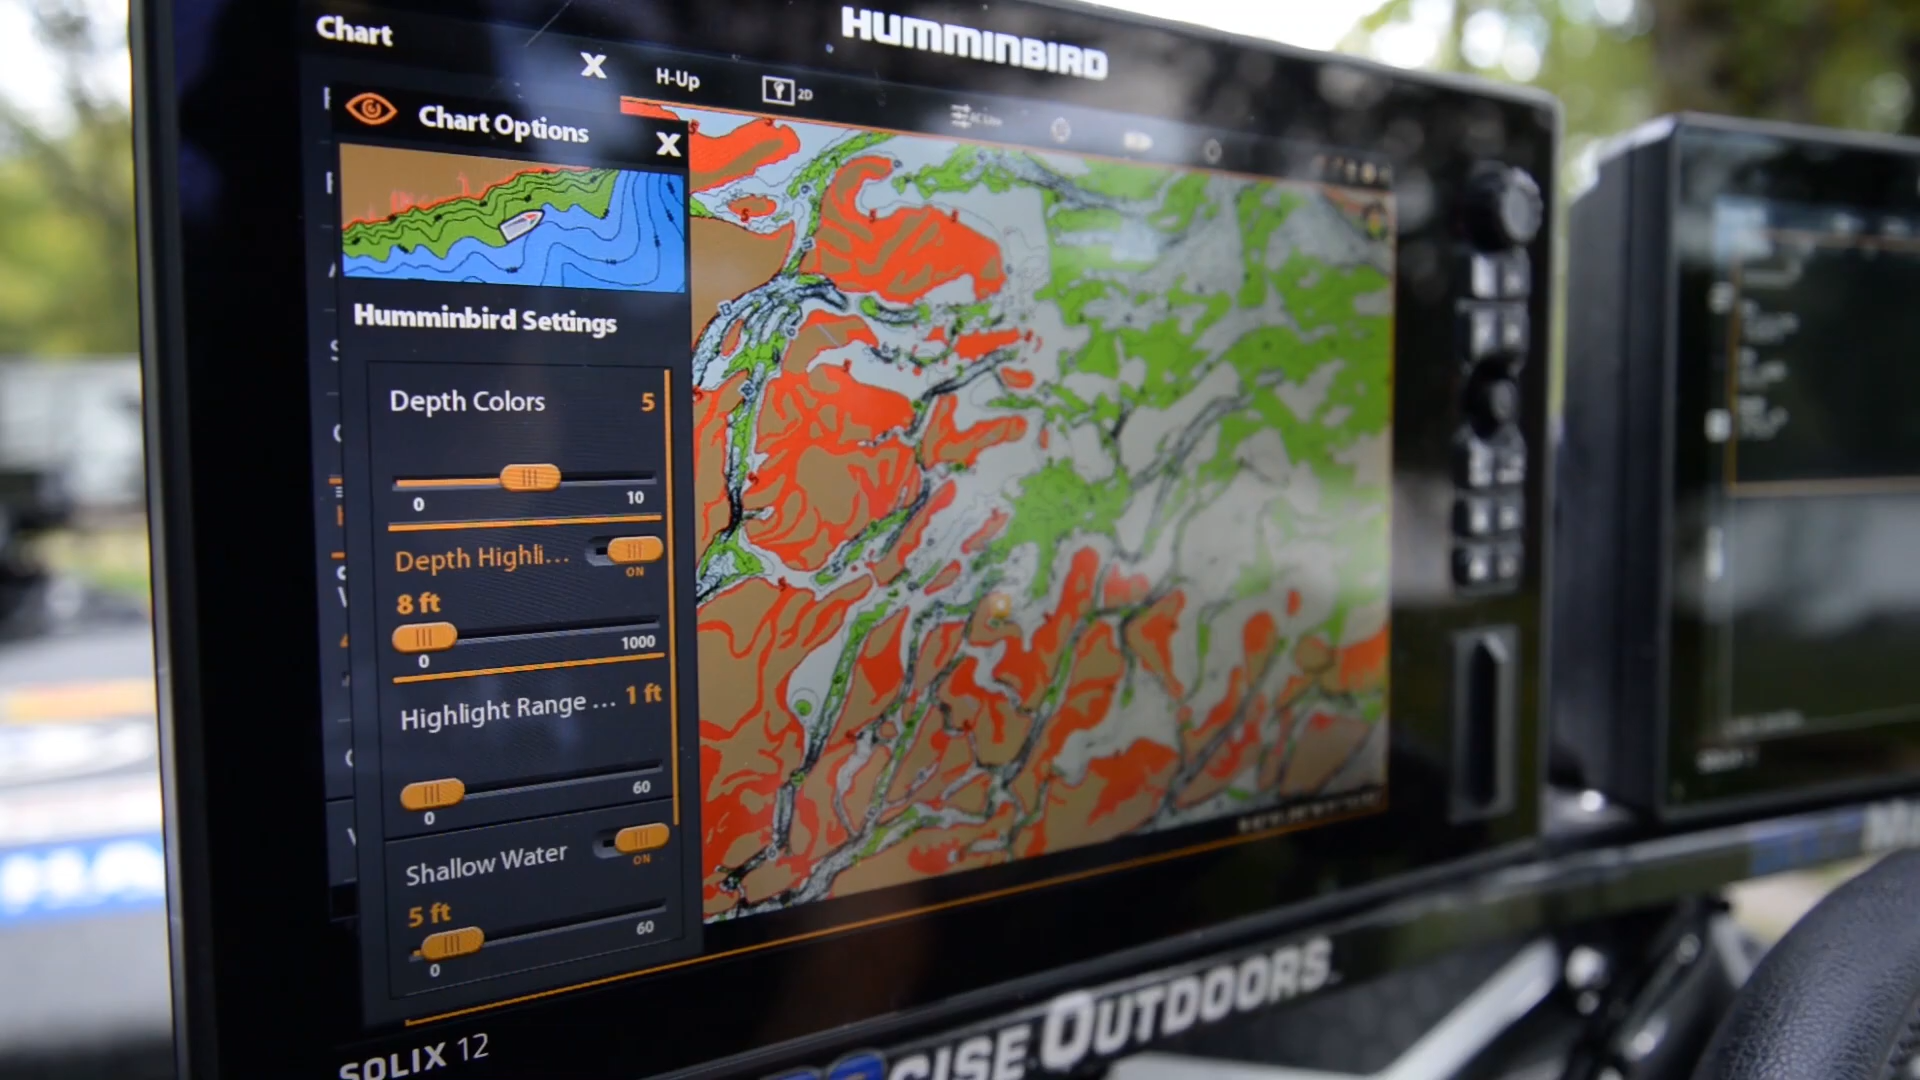 HUMMINBIRD
Chart
X
H-Up
2D
Chart Options
X
Humminbird Settings
Depth Colors 5
0 10
Depth Highli...
ON
8 ft
0 1000
Highlight Range ... 1 ft
0 60
Shallow Water
ON
5 ft
0 60
SOLIX 12
CISE OUTDOORS